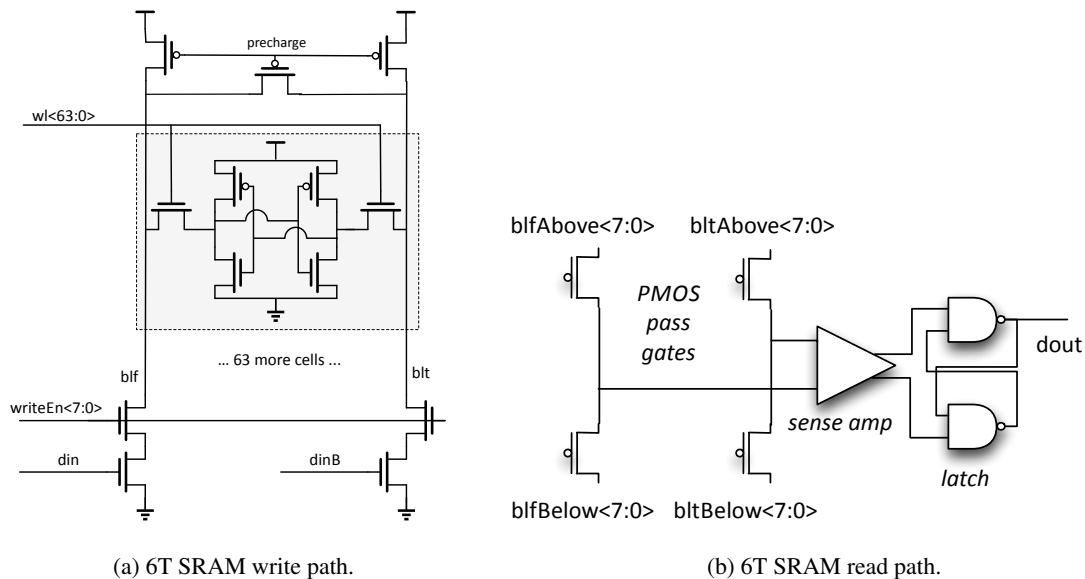 precharge
wl<63:0>
... 63 more cells ...
blf
blt
writeEn<7:0>
din
dinB
(a) 6T SRAM write path.
blfAbove<7:0>
bltAbove<7:0>
PMOS
pass
gates
dout
sense amp
latch
blfBelow<7:0>
bltBelow<7:0>
(b) 6T SRAM read path.